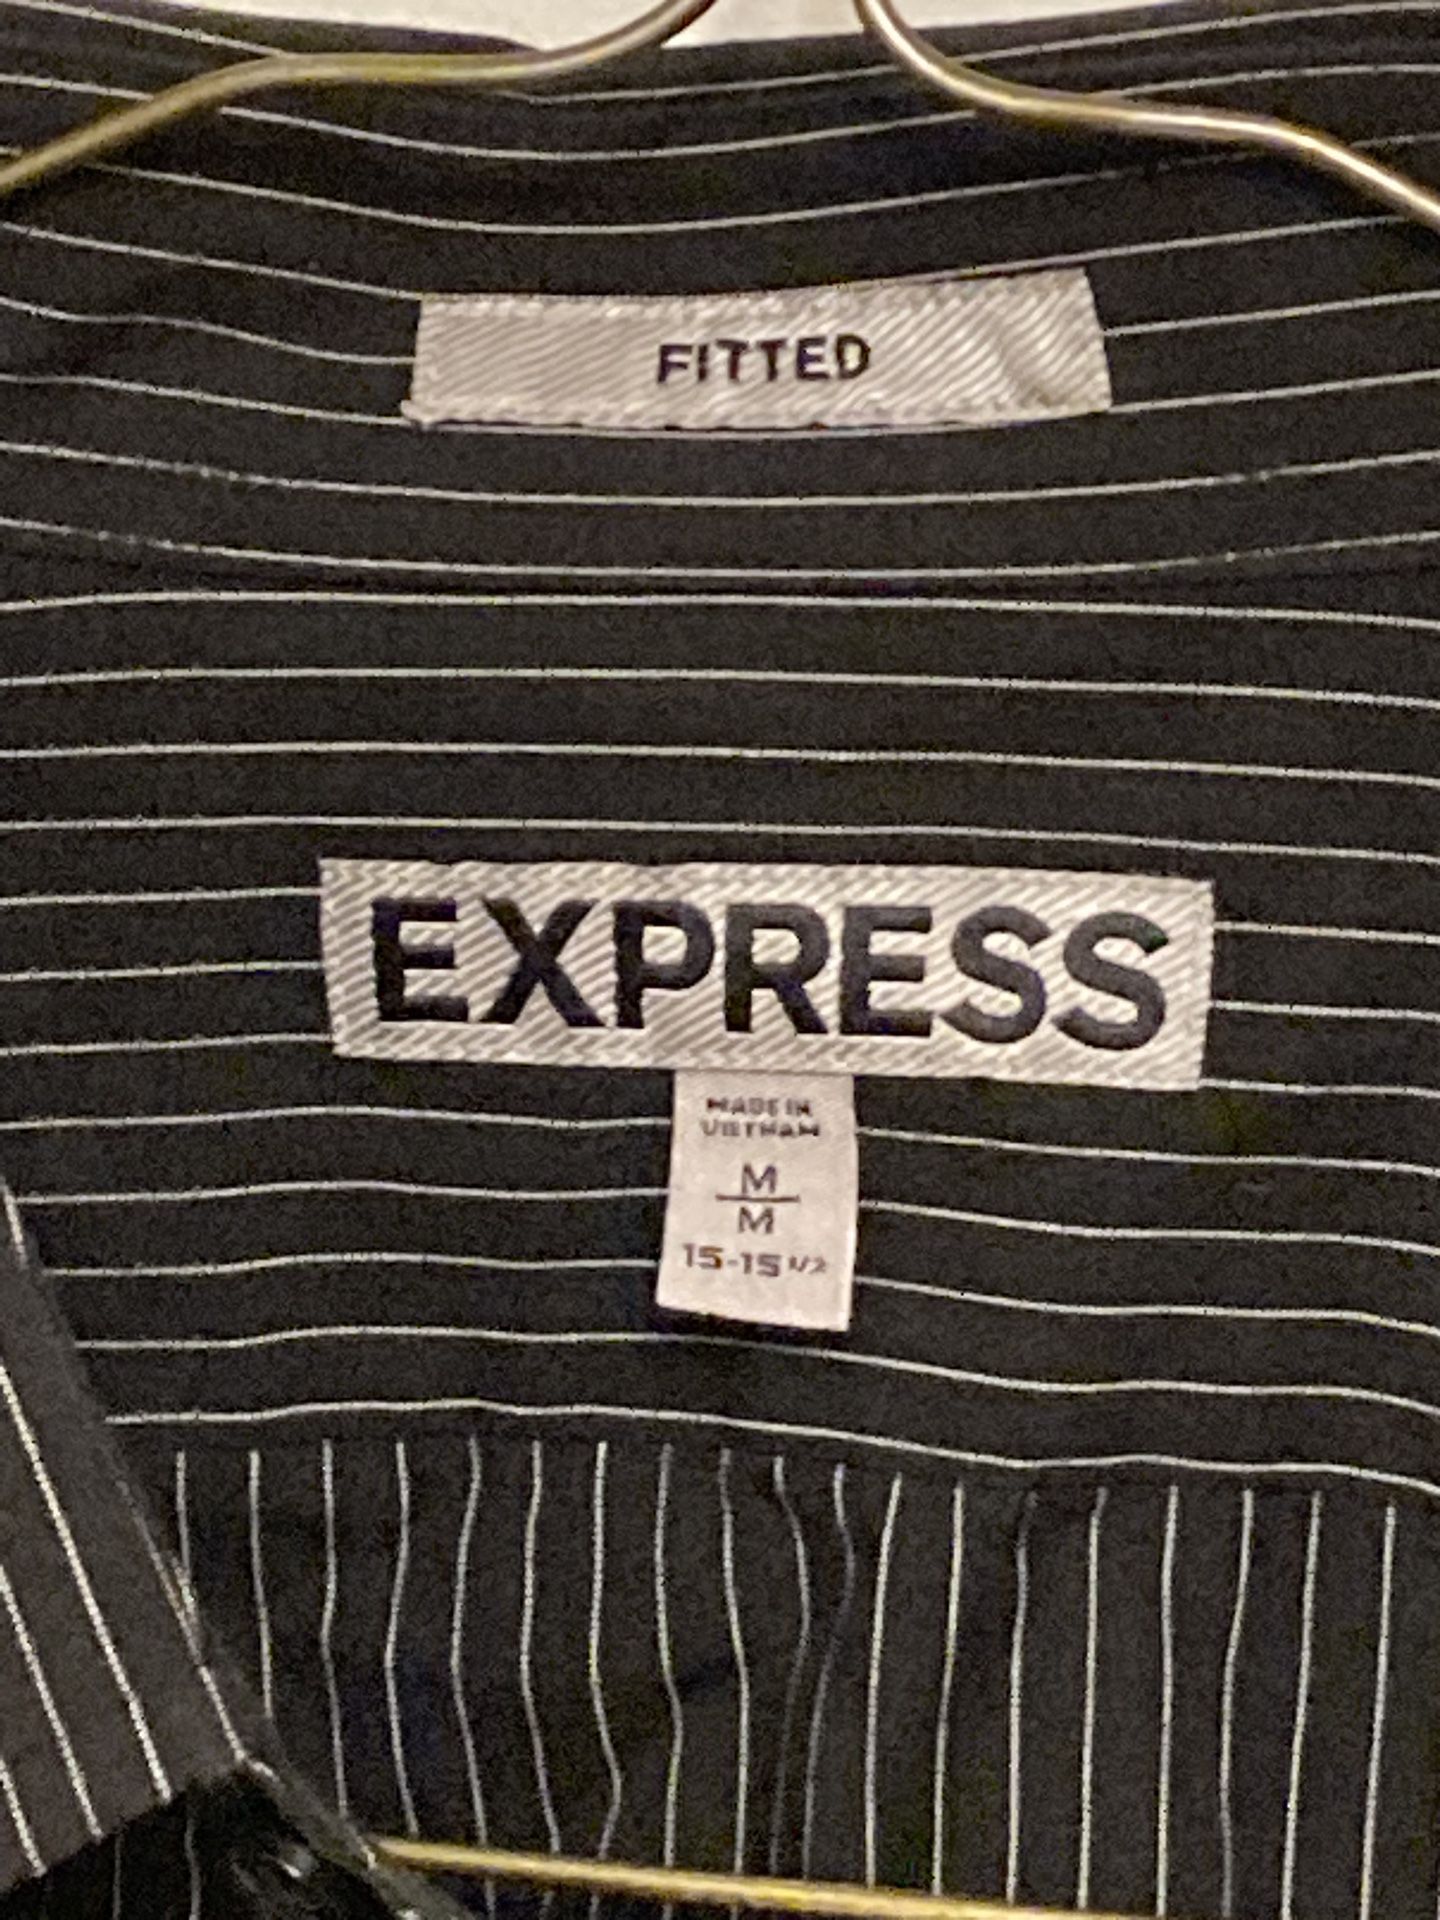 FITTED
EXPRESS
MADE IN
VIETNAM
M
M
15-15 1/2